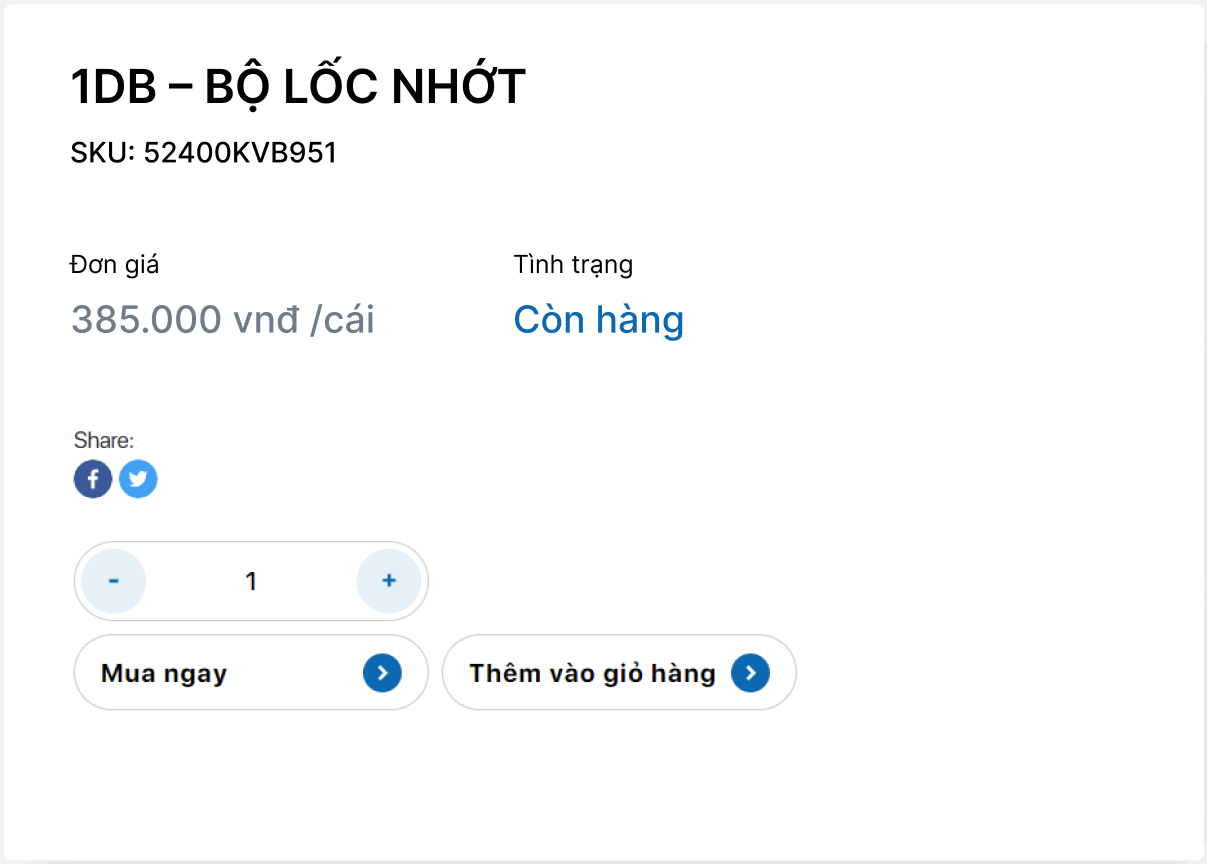 1DB – BỘ LỐC NHỚT
SKU: 52400KVB951
Đơn giá
Tình trạng
385.000 vnđ /cái
Còn hàng
Share:
- 1 +
Mua ngay
Thêm vào giỏ hàng